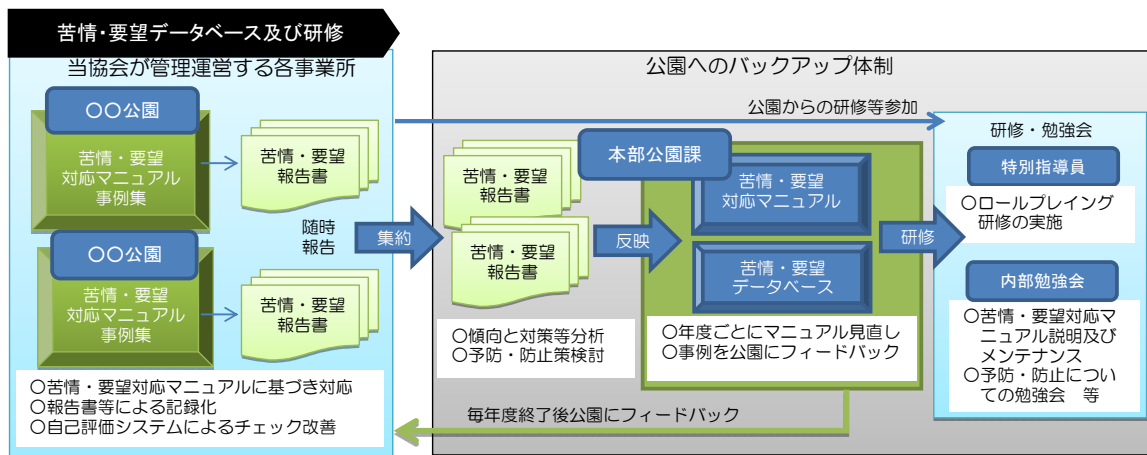 苦情・要望データベース及び研修
当協会が管理運営する各事業所
〇〇公園
苦情・要望
対応マニュアル
事例集
苦情・要望
報告書
〇〇公園
苦情・要望
対応マニュアル
事例集
苦情・要望
報告書
随時
報告
〇苦情・要望対応マニュアルに基づき対応
〇報告書等による記録化
〇自己評価システムによるチェック改善
集約
公園へのバックアップ体制
公園からの研修等参加
苦情・要望
報告書
苦情・要望
報告書
〇傾向と対策等分析
〇予防・防止策検討
反映
本部公園課
苦情・要望
対応マニュアル
苦情・要望
データベース
〇年度ごとにマニュアル見直し
〇事例を公園にフィードバック
研修
研修・勉強会
特別指導員
〇ロールプレイング
研修の実施
内部勉強会
〇苦情・要望対応マ
ニュアル説明及び
メンテナンス
〇予防・防止につい
ての勉強会　等
毎年度終了後公園にフィードバック